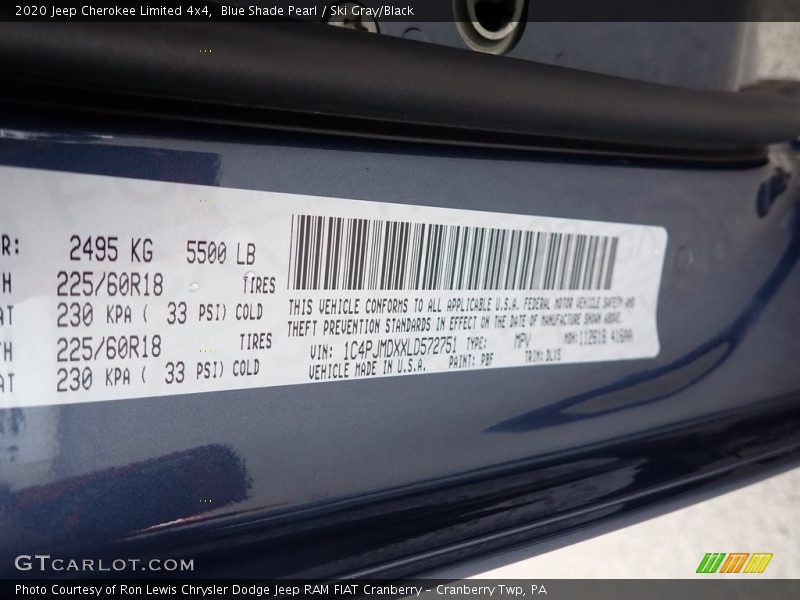 2020 Jeep Cherokee Limited 4x4, Blue Shade Pearl / Ski Gray/Black
R: 2495 KG 5500 LB
H 225/60R18 TIRES
AT 230 KPA ( 33 PSI) COLD
TH 225/60R18 TIRES
AT 230 KPA ( 33 PSI) COLD
THIS VEHICLE CONFORMS TO ALL APPLICABLE U.S.A. FEDERAL MOTOR VEHICLE SAFETY AND
THEFT PREVENTION STANDARDS IN EFFECT ON THE DATE OF MANUFACTURE SHOWN ABOVE.
VIN: 1C4PJMDXXLD572751 TYPE: MPV MDH:
VEHICLE MADE IN U.S.A. PAINT: PBF TRIM:
GTCARLOT.COM
Photo Courtesy of Ron Lewis Chrysler Dodge Jeep RAM FIAT Cranberry – Cranberry Twp, PA